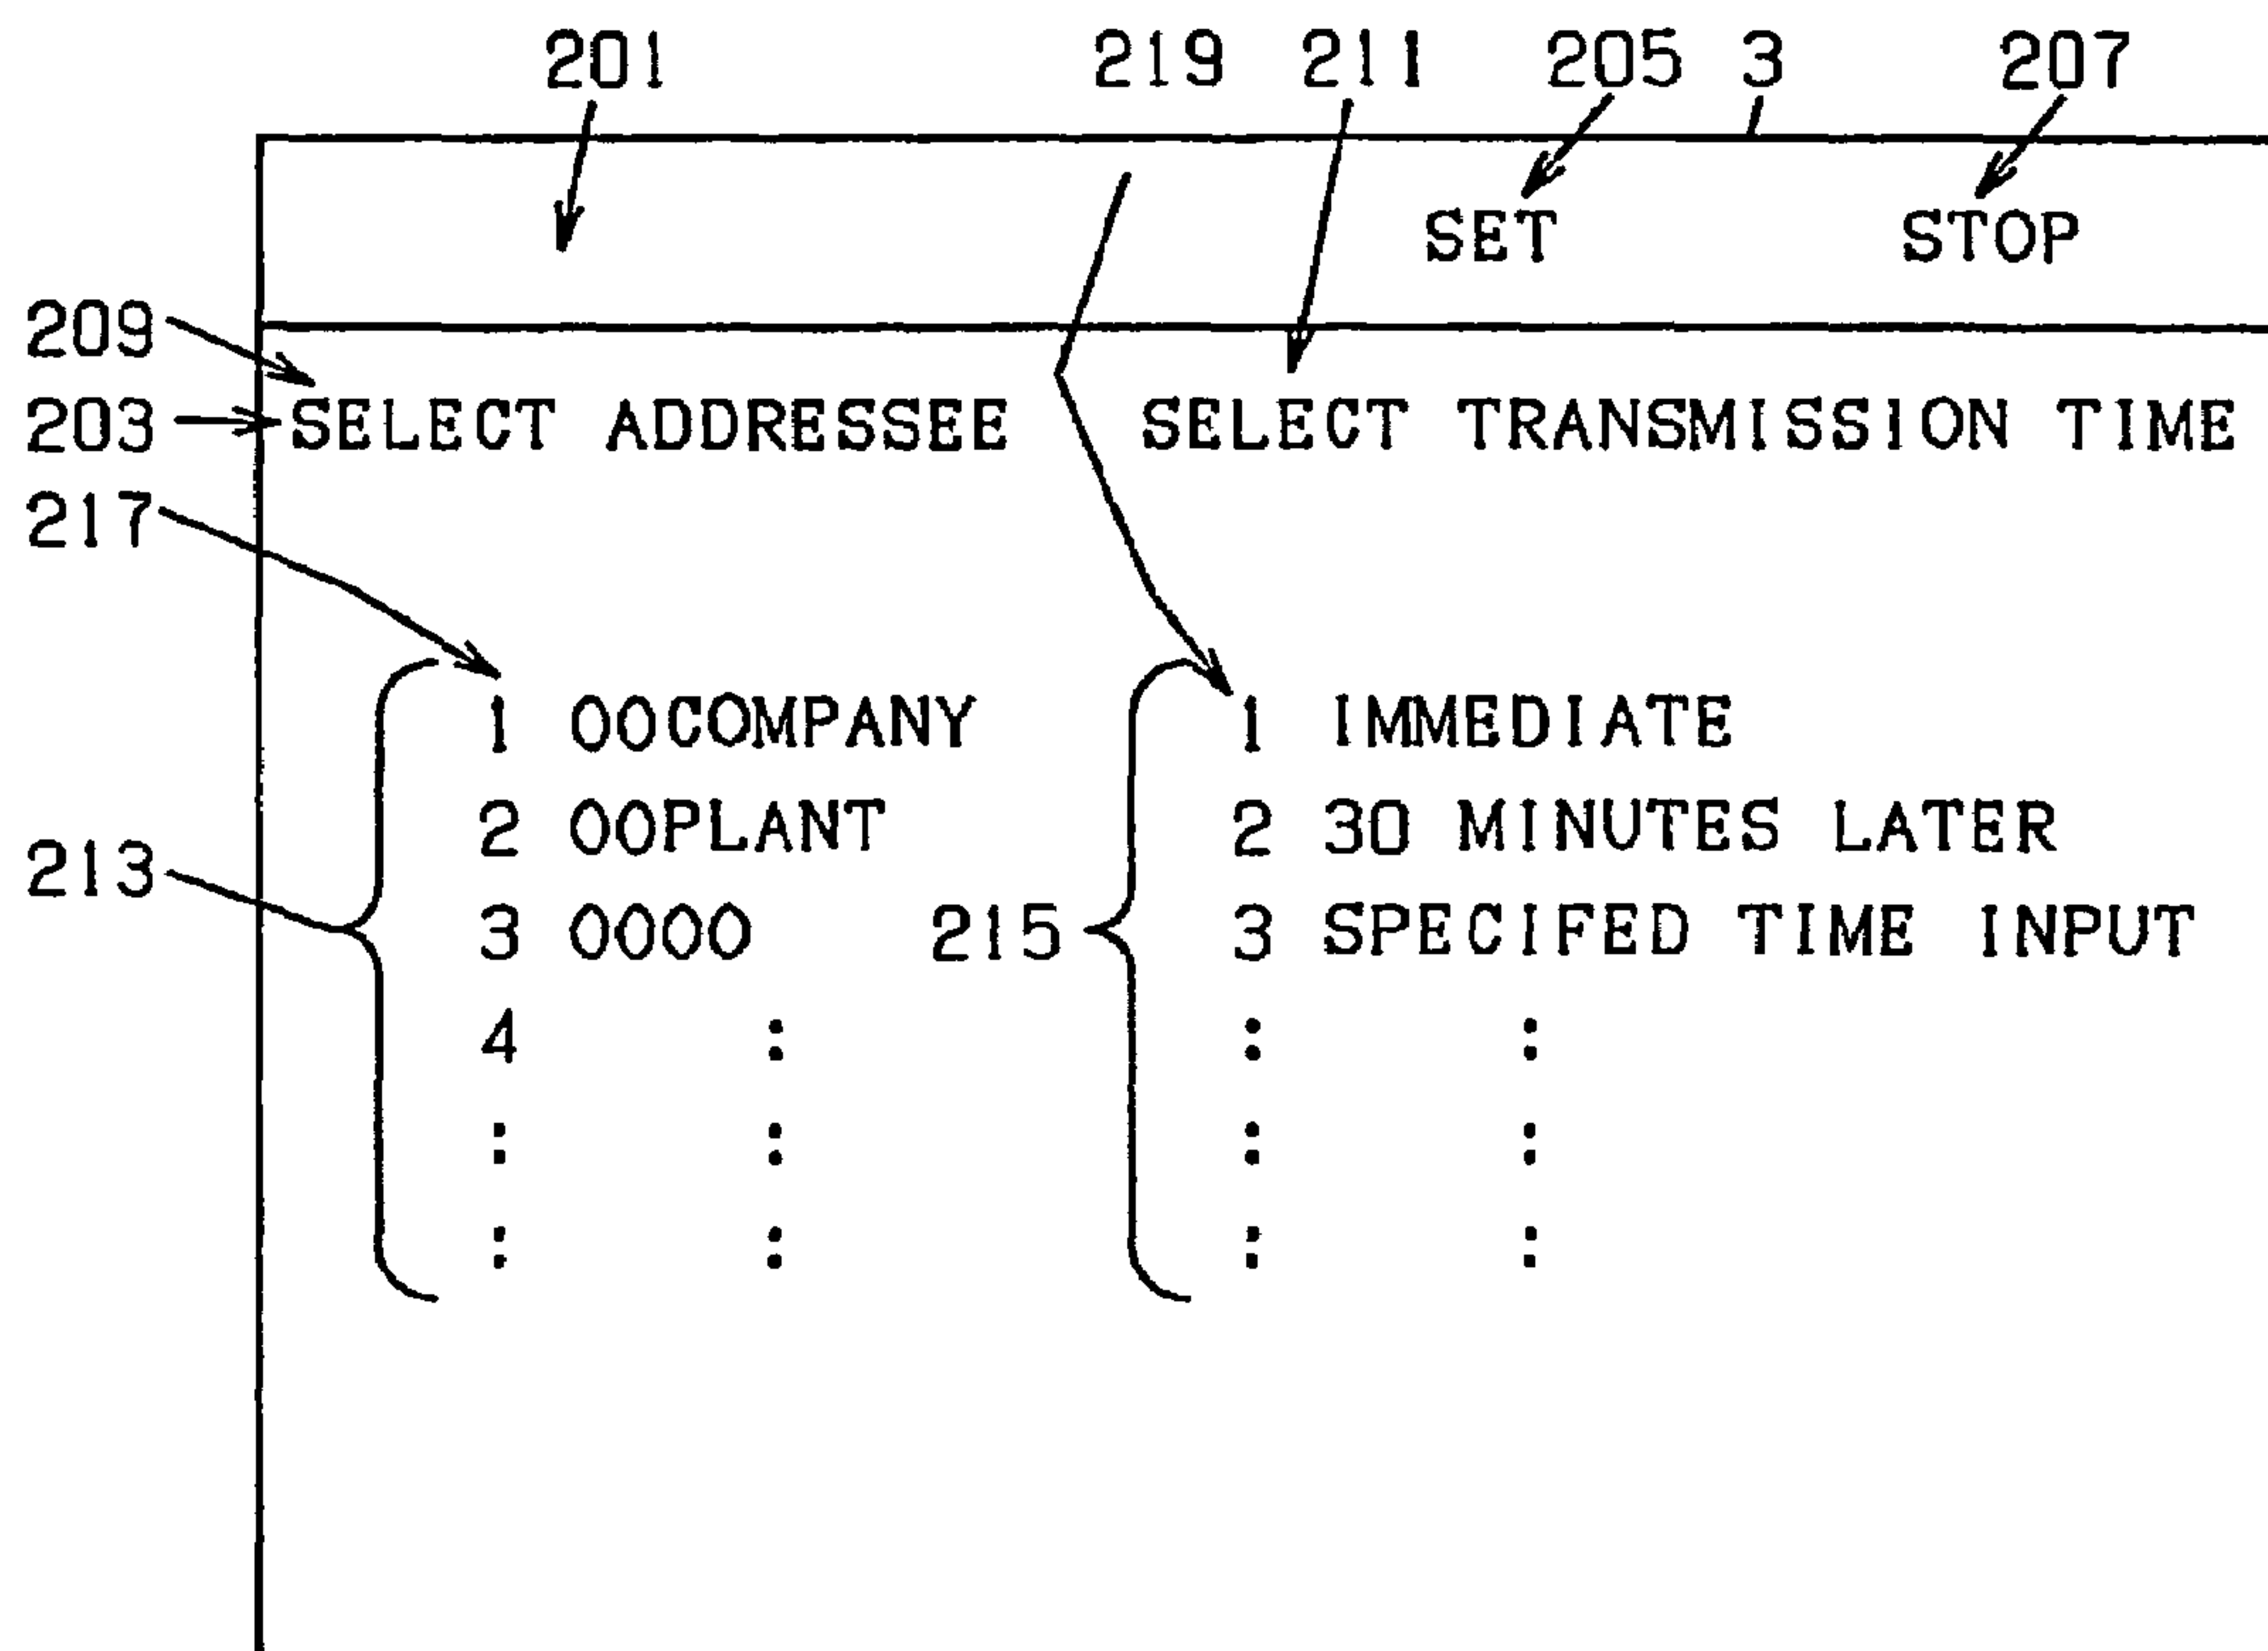 201 219 211 205 3 207
SET STOP
209
203 SELECT ADDRESSEE SELECT TRANSMISSION TIME
217
1 OOCOMPANY 1 IMMEDIATE
2 OOPLANT 2 30 MINUTES LATER
213
3 OOOO 215 3 SPECIFED TIME INPUT
4 : : :
: : : :
: : : :